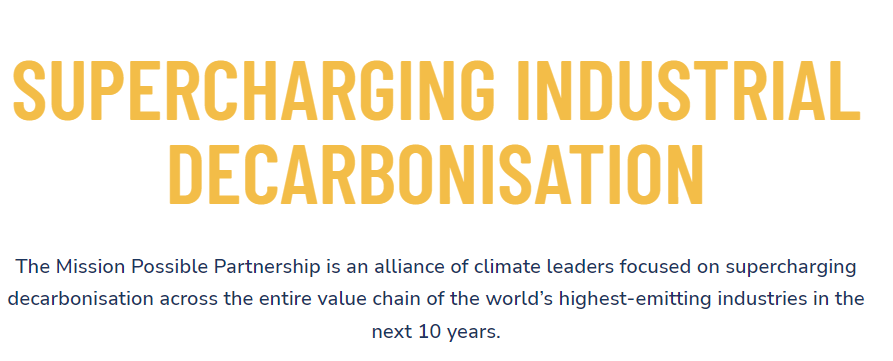 SUPERCHARGING INDUSTRIAL
DECARBONISATION
The Mission Possible Partnership is an alliance of climate leaders focused on supercharging
decarbonisation across the entire value chain of the world’s highest-emitting industries in the
next 10 years.